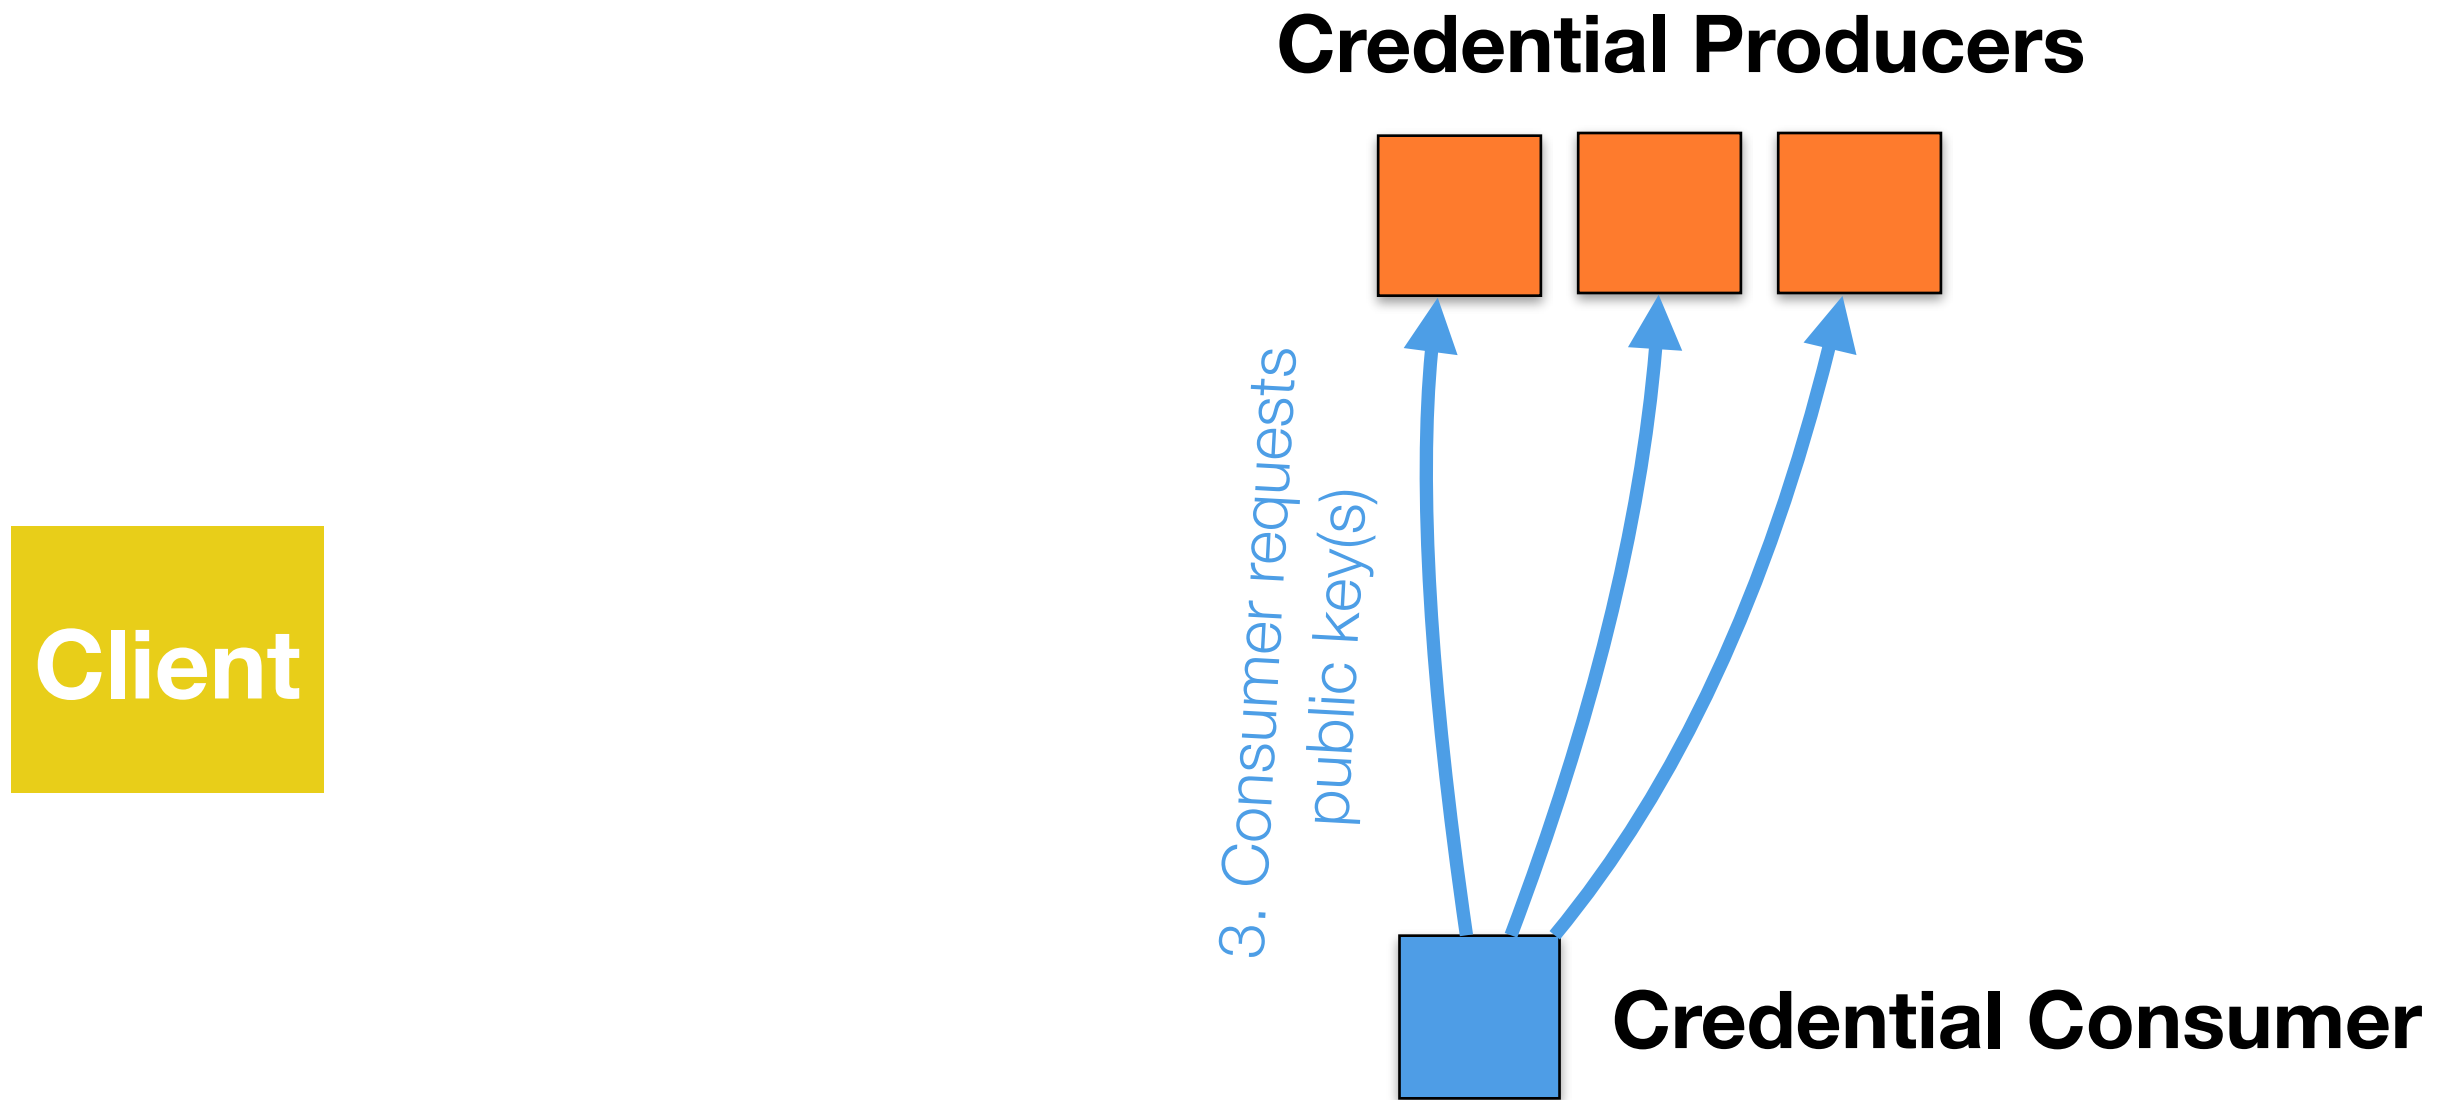 Credential Producers
3. Consumer requests
public key(s)
Client
Credential Consumer